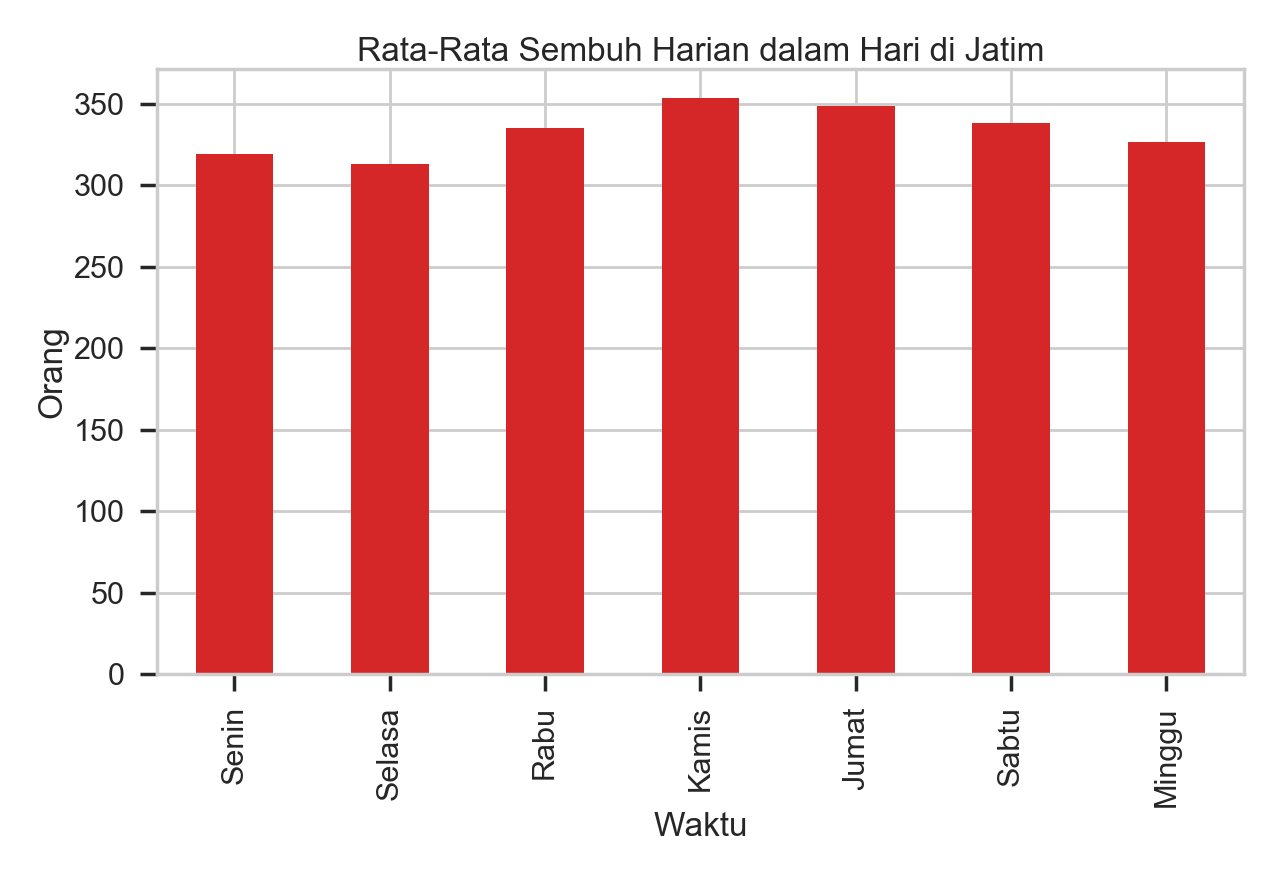 Rata-Rata Sembuh Harian dalam Hari di Jatim
350
300
250
200
150
100
50
0
Orang
Senin
Selasa
Rabu
Kamis
Jumat
Sabtu
Minggu
Waktu